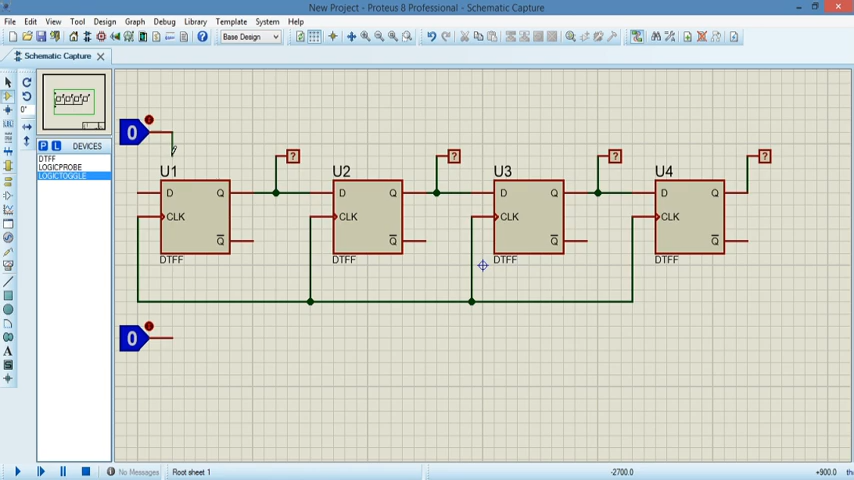 New Project - Proteus 8 Professional - Schematic Capture
File Edit View Tool Design Graph Debug Library Template System Help
Base Design
Schematic Capture
0°
P L DEVICES
DTFF
LOGICPROBE
LOGICTOGGLE
0
? ? ? ?
U1 U2 U3 U4
D Q D Q D Q D Q
CLK CLK CLK CLK
Q Q Q Q
DTFF DTFF DTFF DTFF
0
A
No Messages Root sheet 1 -2700.0 +900.0 th